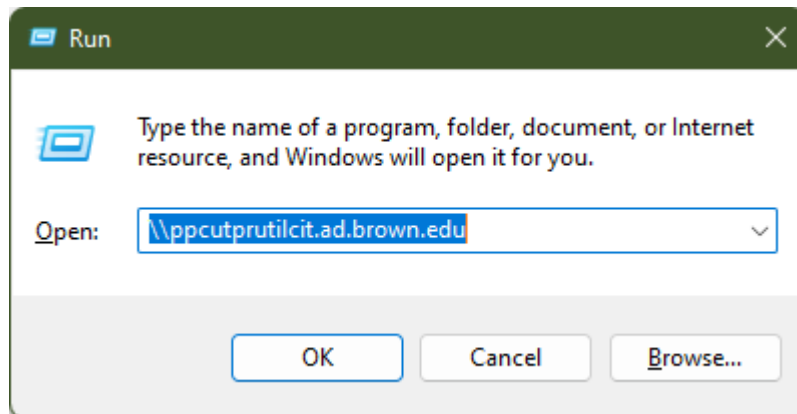 Run
Type the name of a program, folder, document, or Internet
resource, and Windows will open it for you.
Open:
\\ppcutprutilcit.ad.brown.edu
OK
Cancel
Browse...